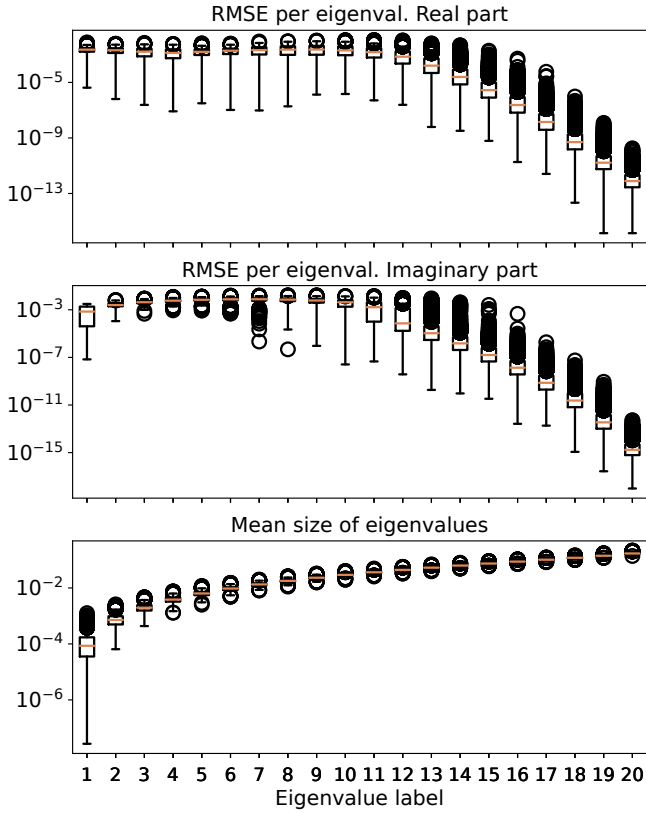 RMSE per eigenval. Real part
10⁻⁵
10⁻⁹
10⁻¹³
RMSE per eigenval. Imaginary part
10⁻³
10⁻⁷
10⁻¹¹
10⁻¹⁵
Mean size of eigenvalues
10⁻²
10⁻⁴
10⁻⁶
1 2 3 4 5 6 7 8 9 10 11 12 13 14 15 16 17 18 19 20
Eigenvalue label